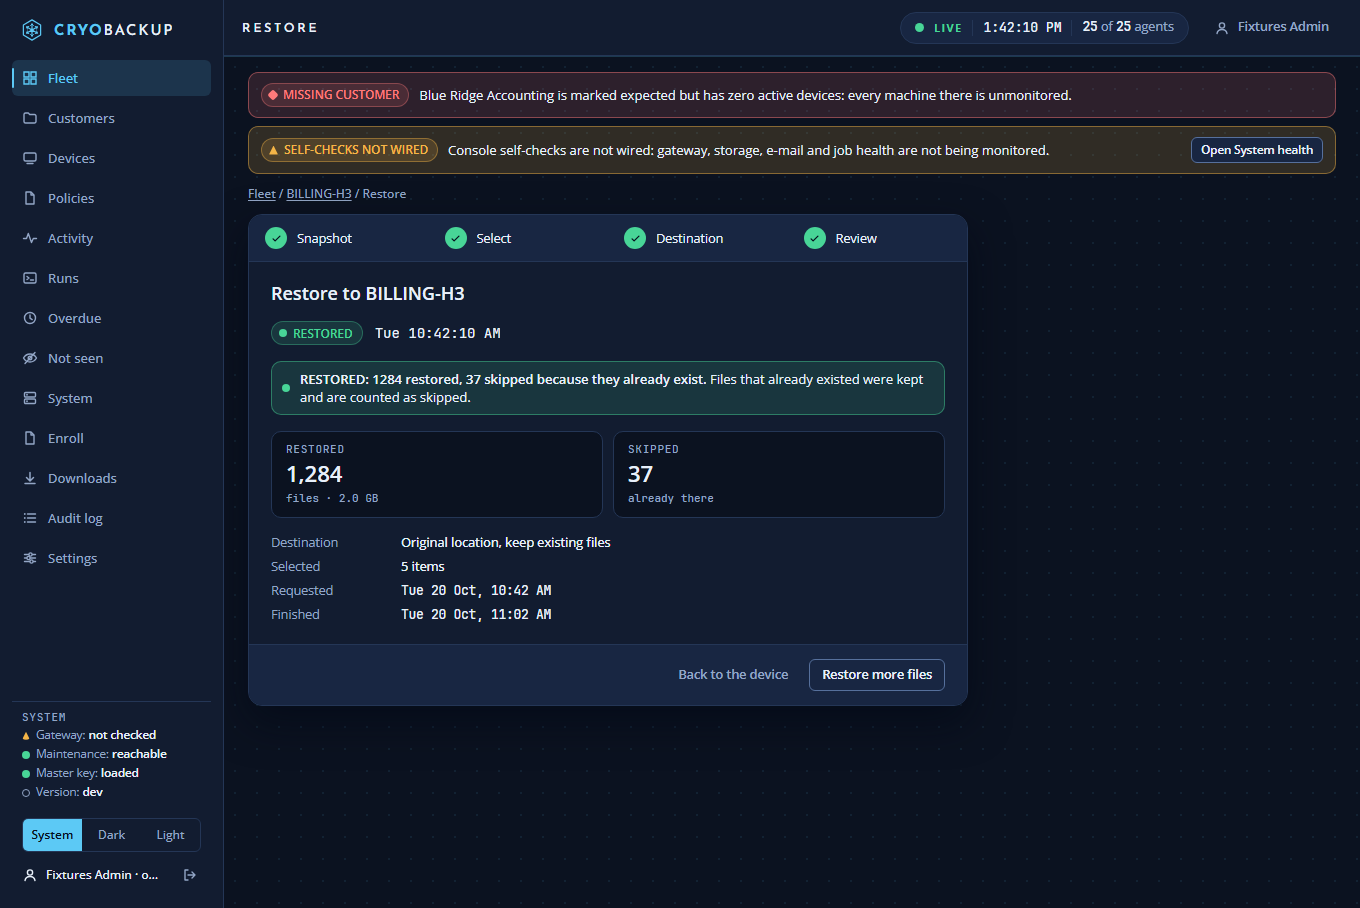 CRYOBACKUP
RESTORE
LIVE 1:42:10 PM 25 of 25 agents
Fixtures Admin
Fleet
Customers
Devices
Policies
Activity
Runs
Overdue
Not seen
System
Enroll
Downloads
Audit log
Settings
SYSTEM
Gateway: not checked
Maintenance: reachable
Master key: loaded
Version: dev
System Dark Light
Fixtures Admin · o...
MISSING CUSTOMER Blue Ridge Accounting is marked expected but has zero active devices: every machine there is unmonitored.
SELF-CHECKS NOT WIRED Console self-checks are not wired: gateway, storage, e-mail and job health are not being monitored. Open System health
Fleet / BILLING-H3 / Restore
Snapshot Select Destination Review
Restore to BILLING-H3
RESTORED Tue 10:42:10 AM
RESTORED: 1284 restored, 37 skipped because they already exist. Files that already existed were kept
and are counted as skipped.
RESTORED
1,284
files · 2.0 GB
SKIPPED
37
already there
Destination Original location, keep existing files
Selected 5 items
Requested Tue 20 Oct, 10:42 AM
Finished Tue 20 Oct, 11:02 AM
Back to the device Restore more files